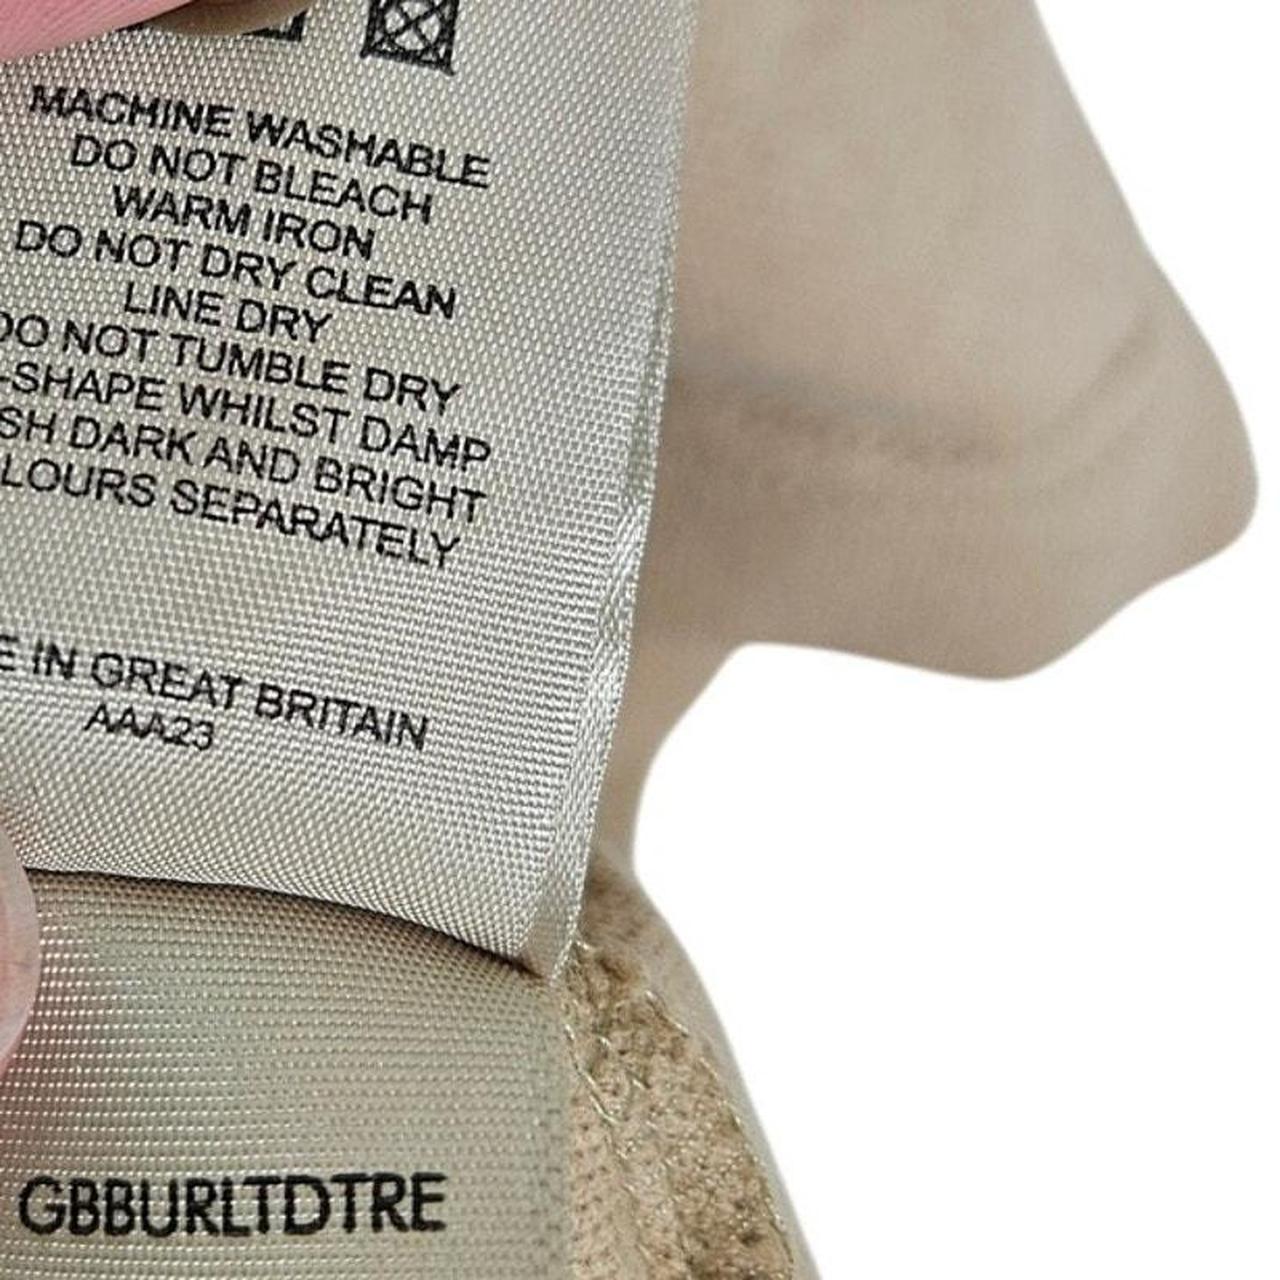 MACHINE WASHABLE
DO NOT BLEACH
WARM IRON
DO NOT DRY CLEAN
LINE DRY
DO NOT TUMBLE DRY
-SHAPE WHILST DAMP
SH DARK AND BRIGHT
LOURS SEPARATELY
E IN GREAT BRITAIN
AAA23
GBBURLTDTRE